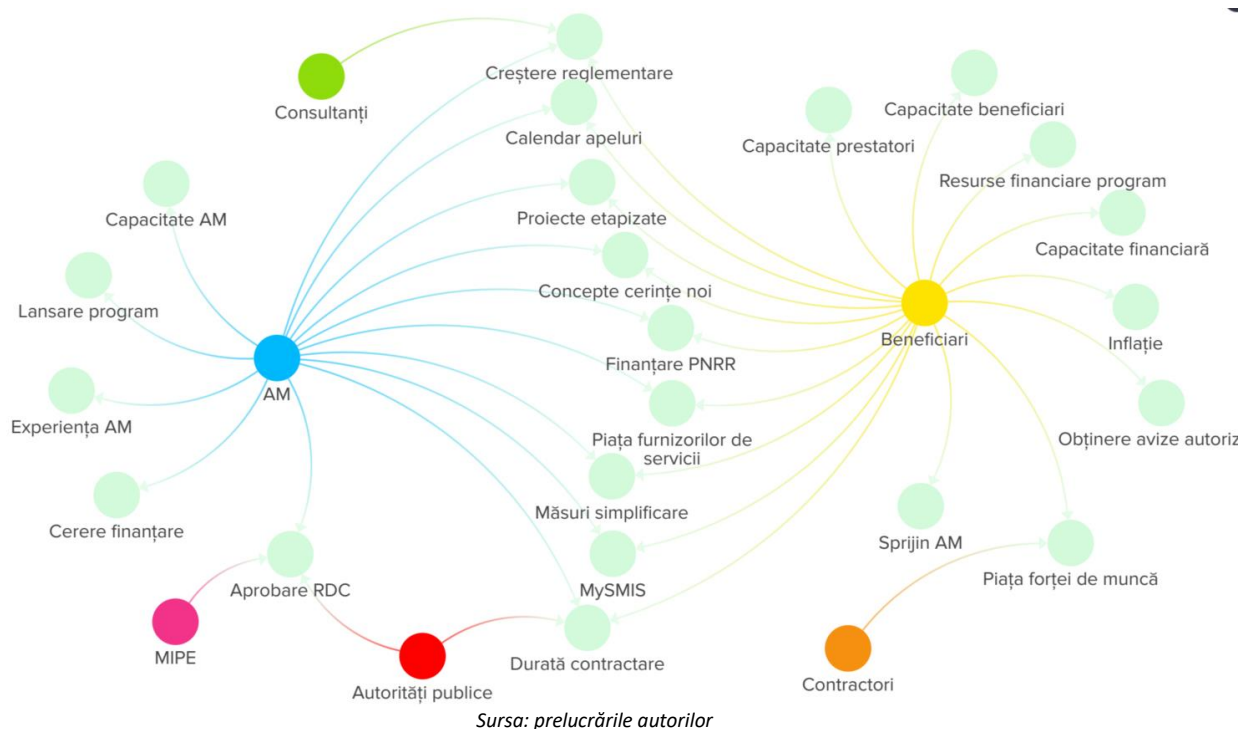 Creștere reglementare
Consultanți
Capacitate beneficiari
Calendar apeluri
Capacitate prestatori
Resurse financiare program
Capacitate AM
Proiecte etapizate
Capacitate financiară
Concepte cerințe noi
Lansare program
Beneficiari
Inflație
Finanțare PNRR
AM
Experiența AM
Piața furnizorilor de
servicii
Obținere avize autoriz
Măsuri simplificare
Cerere finanțare
Sprijin AM
Piața forței de muncă
Aprobare RDC
MySMIS
MIPE
Durată contractare
Contractori
Autorități publice
Sursa: prelucrările autorilor